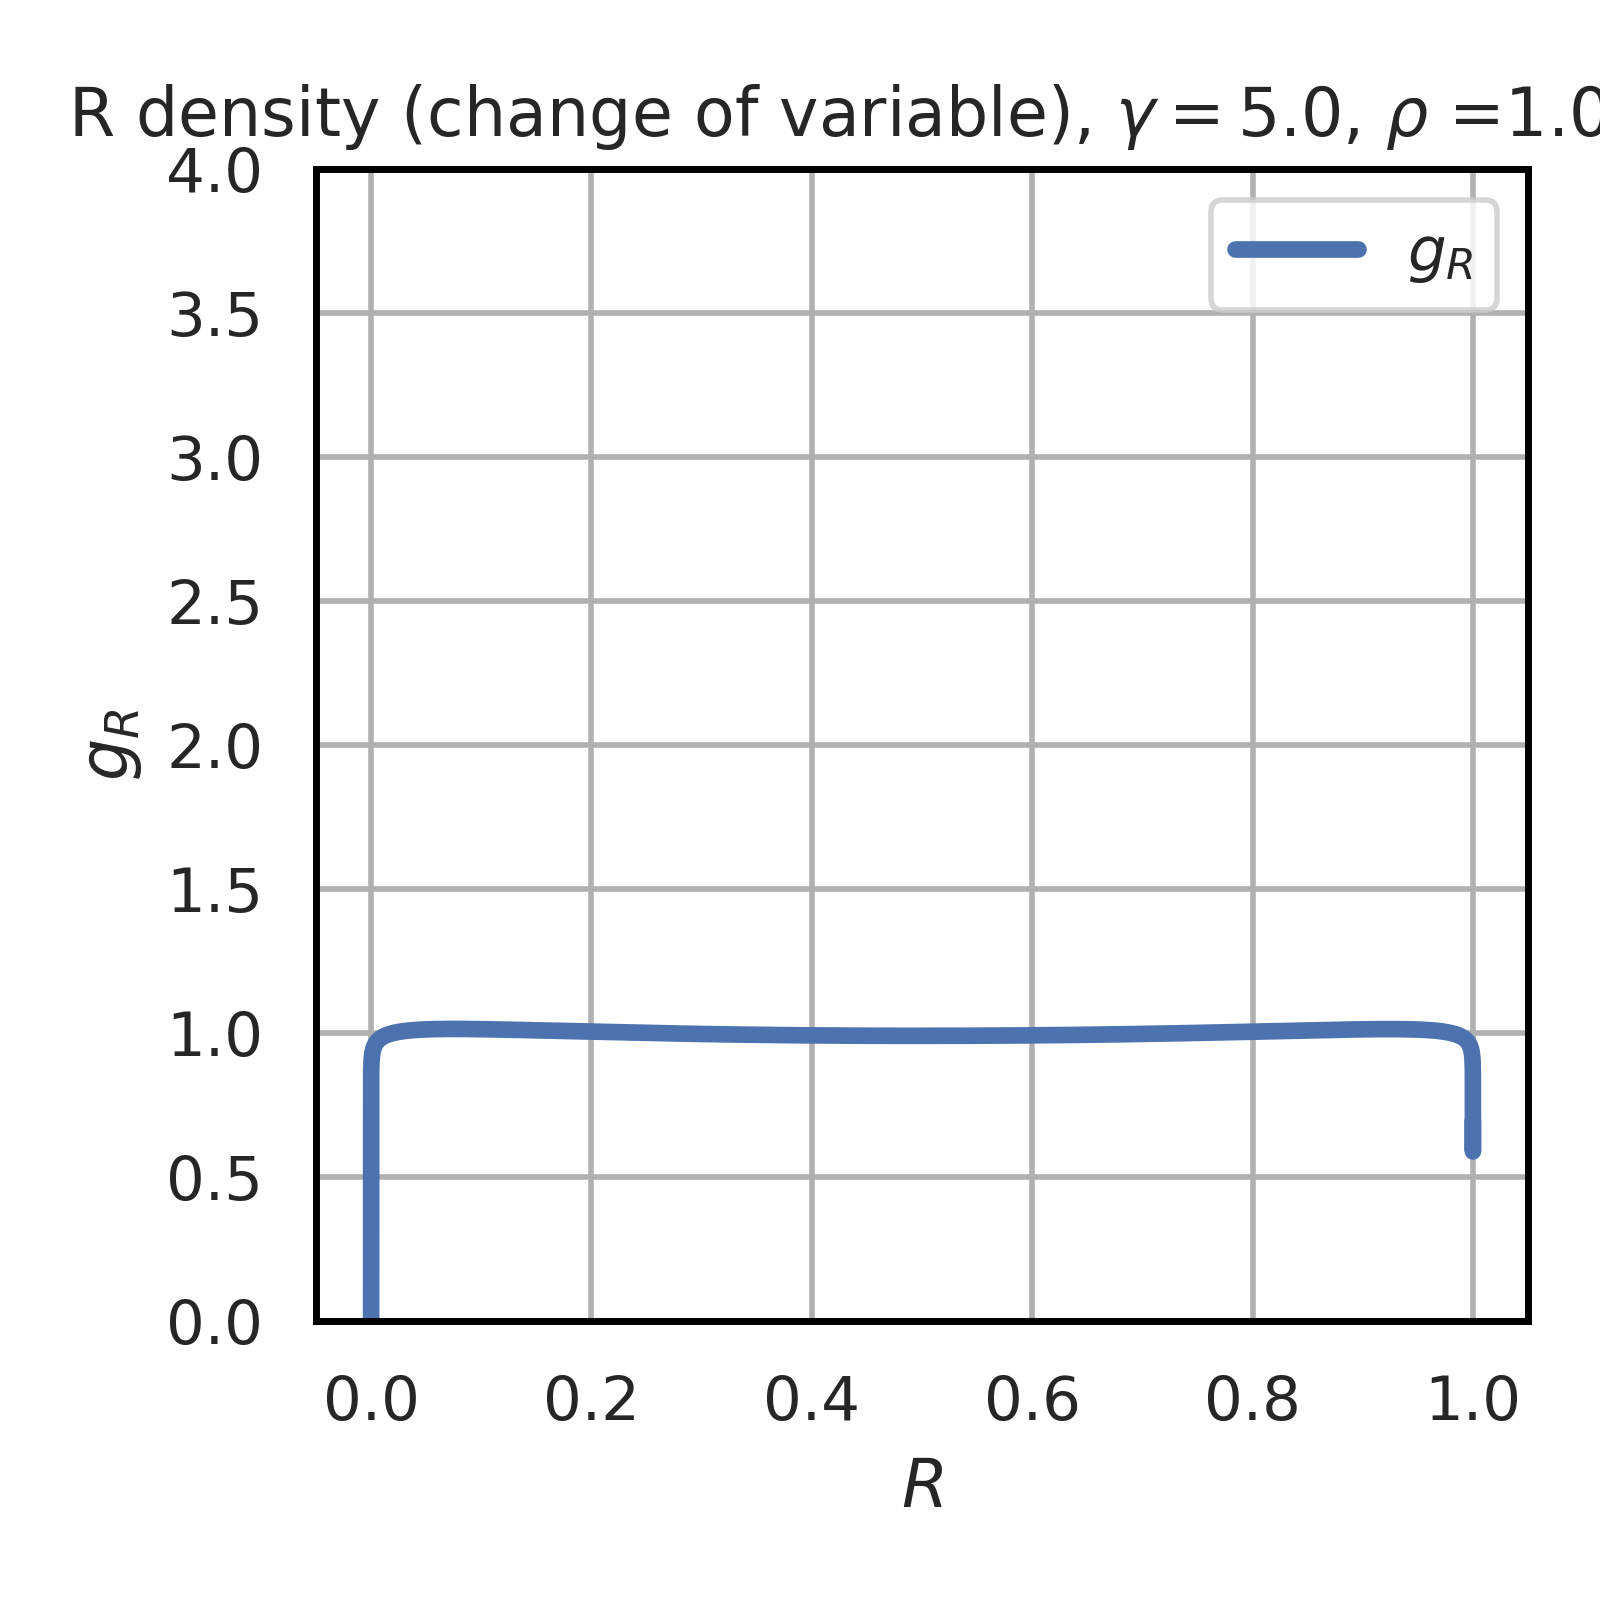 R density (change of variable), γ = 5.0, ρ =1.0
4.0
3.5
3.0
2.5
2.0
1.5
1.0
0.5
0.0
g_R
g_R
0.0 0.2 0.4 0.6 0.8 1.0
R